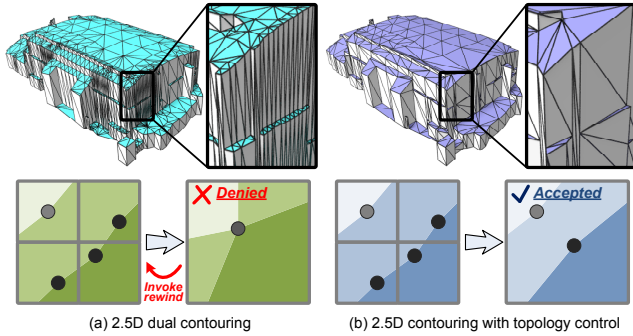 Denied
Invoke
rewind
(a) 2.5D dual contouring
Accepted
(b) 2.5D contouring with topology control